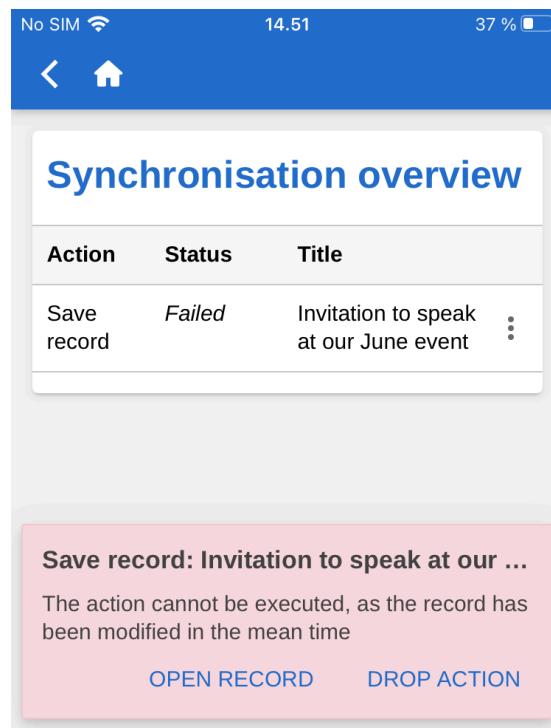 No SIM 14.51 37 %
Synchronisation overview
Action Status Title
Save Failed Invitation to speak
record at our June event
Save record: Invitation to speak at our ...
The action cannot be executed, as the record has
been modified in the mean time
OPEN RECORD DROP ACTION